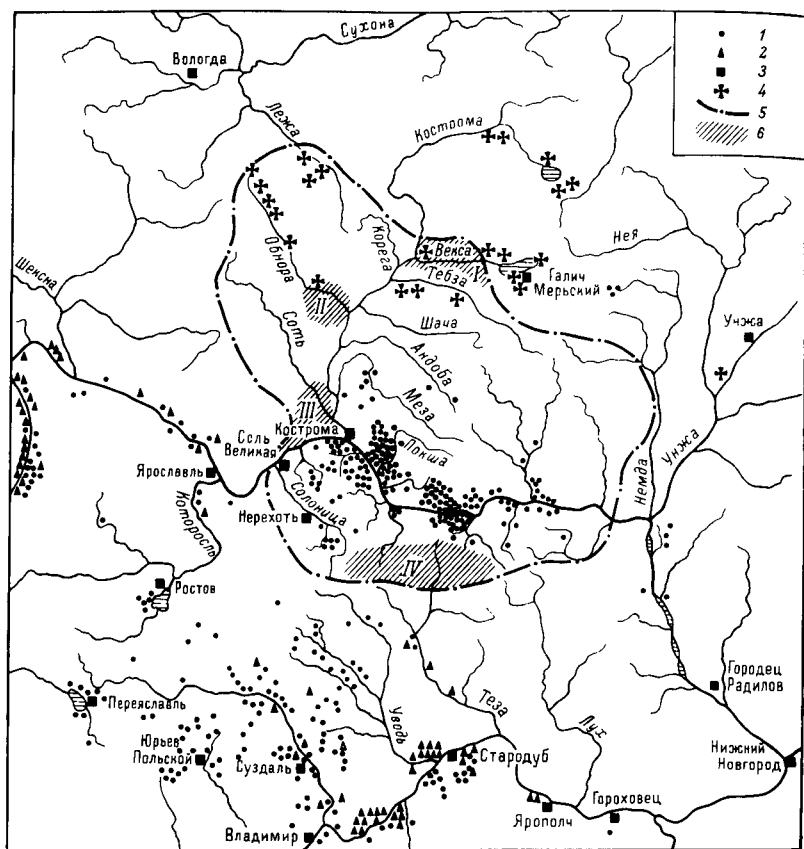 Сухона
Вологда
1
2
3
4
5
6
Лежа
Кострома
Корега
Векса
I
Нея
Обнора
Тебза
Галич
Мерьский
Шексна
II
Соть
Шача
Унжа
Андоба
Меза
III
Кострома
Соль
Великая
Покша
Ярославль
Которосль
Солоница
Нерехоть
Немда
Унжа
IV
Ростов
Переяславль
Городец
Радилов
Юрьев
Польской
Уводь
Теза
Лух
Суздаль
Стародуб
Нижний
Новгород
Владимир
Ярополч
Гороховец